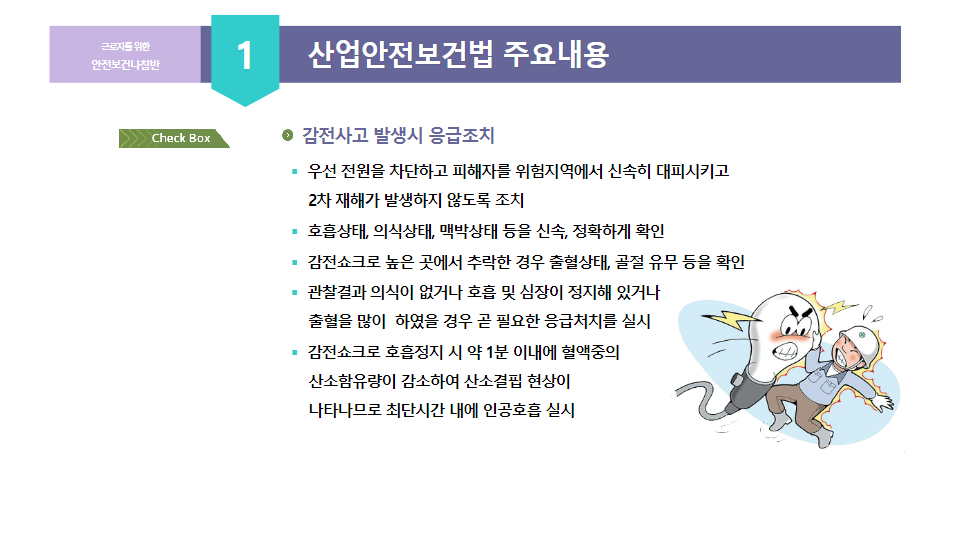 근로자를 위한
안전보건나침반
1
산업안전보건법 주요내용
Check Box
감전사고 발생시 응급조치
우선 전원을 차단하고 피해자를 위험지역에서 신속히 대피시키고
2차 재해가 발생하지 않도록 조치
호흡상태, 의식상태, 맥박상태 등을 신속, 정확하게 확인
감전쇼크로 높은 곳에서 추락한 경우 출혈상태, 골절 유무 등을 확인
관찰결과 의식이 없거나 호흡 및 심장이 정지해 있거나
출혈을 많이 하였을 경우 곧 필요한 응급처치를 실시
감전쇼크로 호흡정지 시 약 1분 이내에 혈액중의
산소함유량이 감소하여 산소결핍 현상이
나타나므로 최단시간 내에 인공호흡 실시